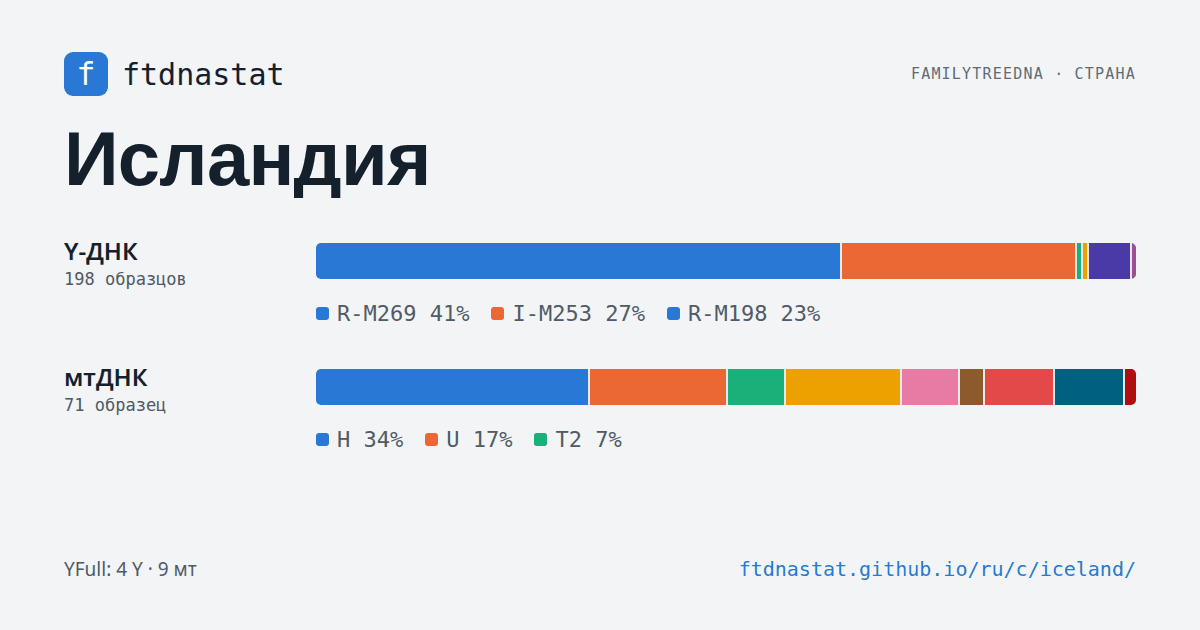 f ftdnastat
FAMILYTREEDNA · СТРАНА
Исландия
Y-ДНК
198 образцов
R-M269 41% I-M253 27% R-M198 23%
мтДНК
71 образец
H 34% U 17% T2 7%
YFull: 4 Y · 9 мт
ftdnastat.github.io/ru/c/iceland/